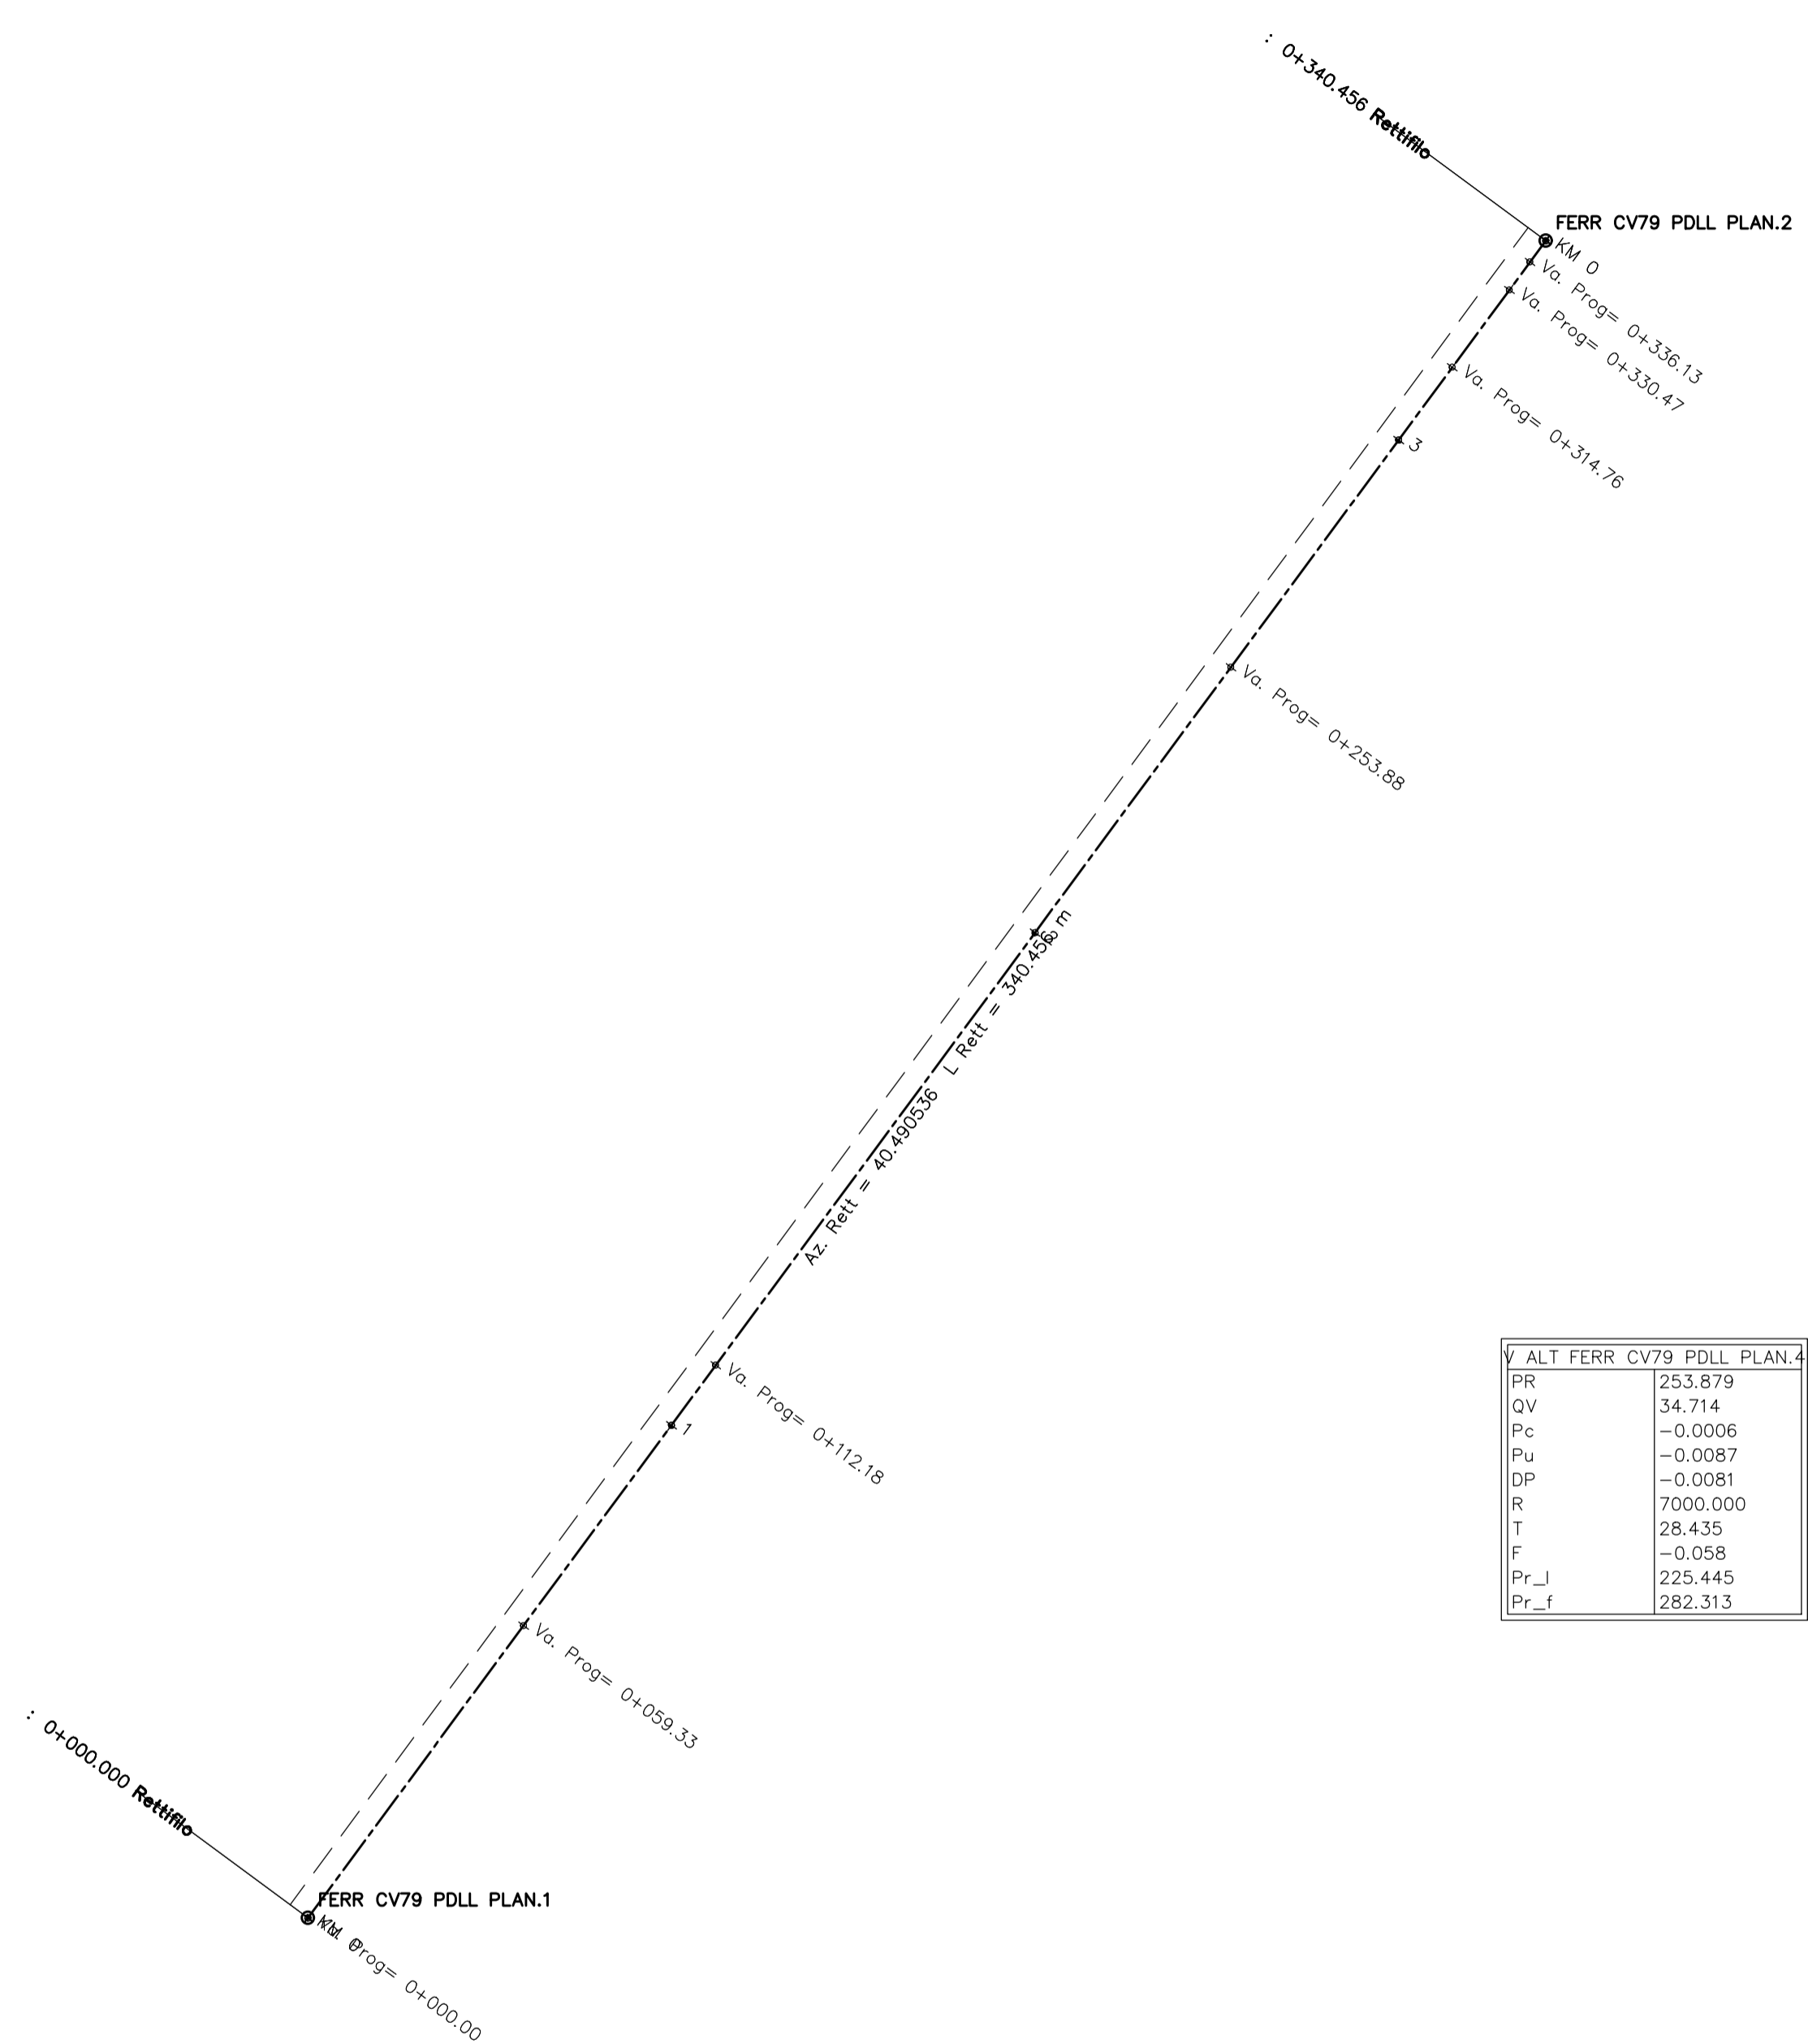 : 0+340.456 Rettifilo
FERR CV79 PDLL PLAN.2
KM 0
Va. Prog= 0+336.13
Va. Prog= 0+330.47
Va. Prog= 0+314.76
3
Va. Prog= 0+253.88
Az. Rett = 40.490536 L Rett = 340.456 m
Va. Prog= 0+112.18
1
V ALT FERR CV79 PDLL PLAN.4
PR 253.879
QV 34.714
Pc -0.0006
Pu -0.0087
DP -0.0081
R 7000.000
T 28.435
F -0.058
Pr_I 225.445
Pr_f 282.313
Va. Prog= 0+059.33
: 0+000.000 Rettifilo
FERR CV79 PDLL PLAN.1
KM 0
Va. Prog= 0+000.00